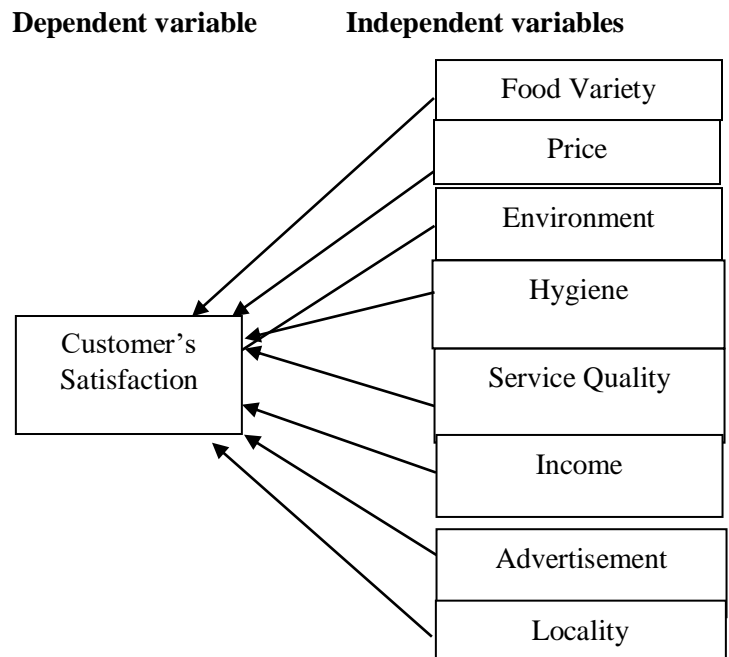 Dependent variable
Independent variables
Food Variety
Price
Environment
Hygiene
Customer’s
Satisfaction
Service Quality
Income
Advertisement
Locality